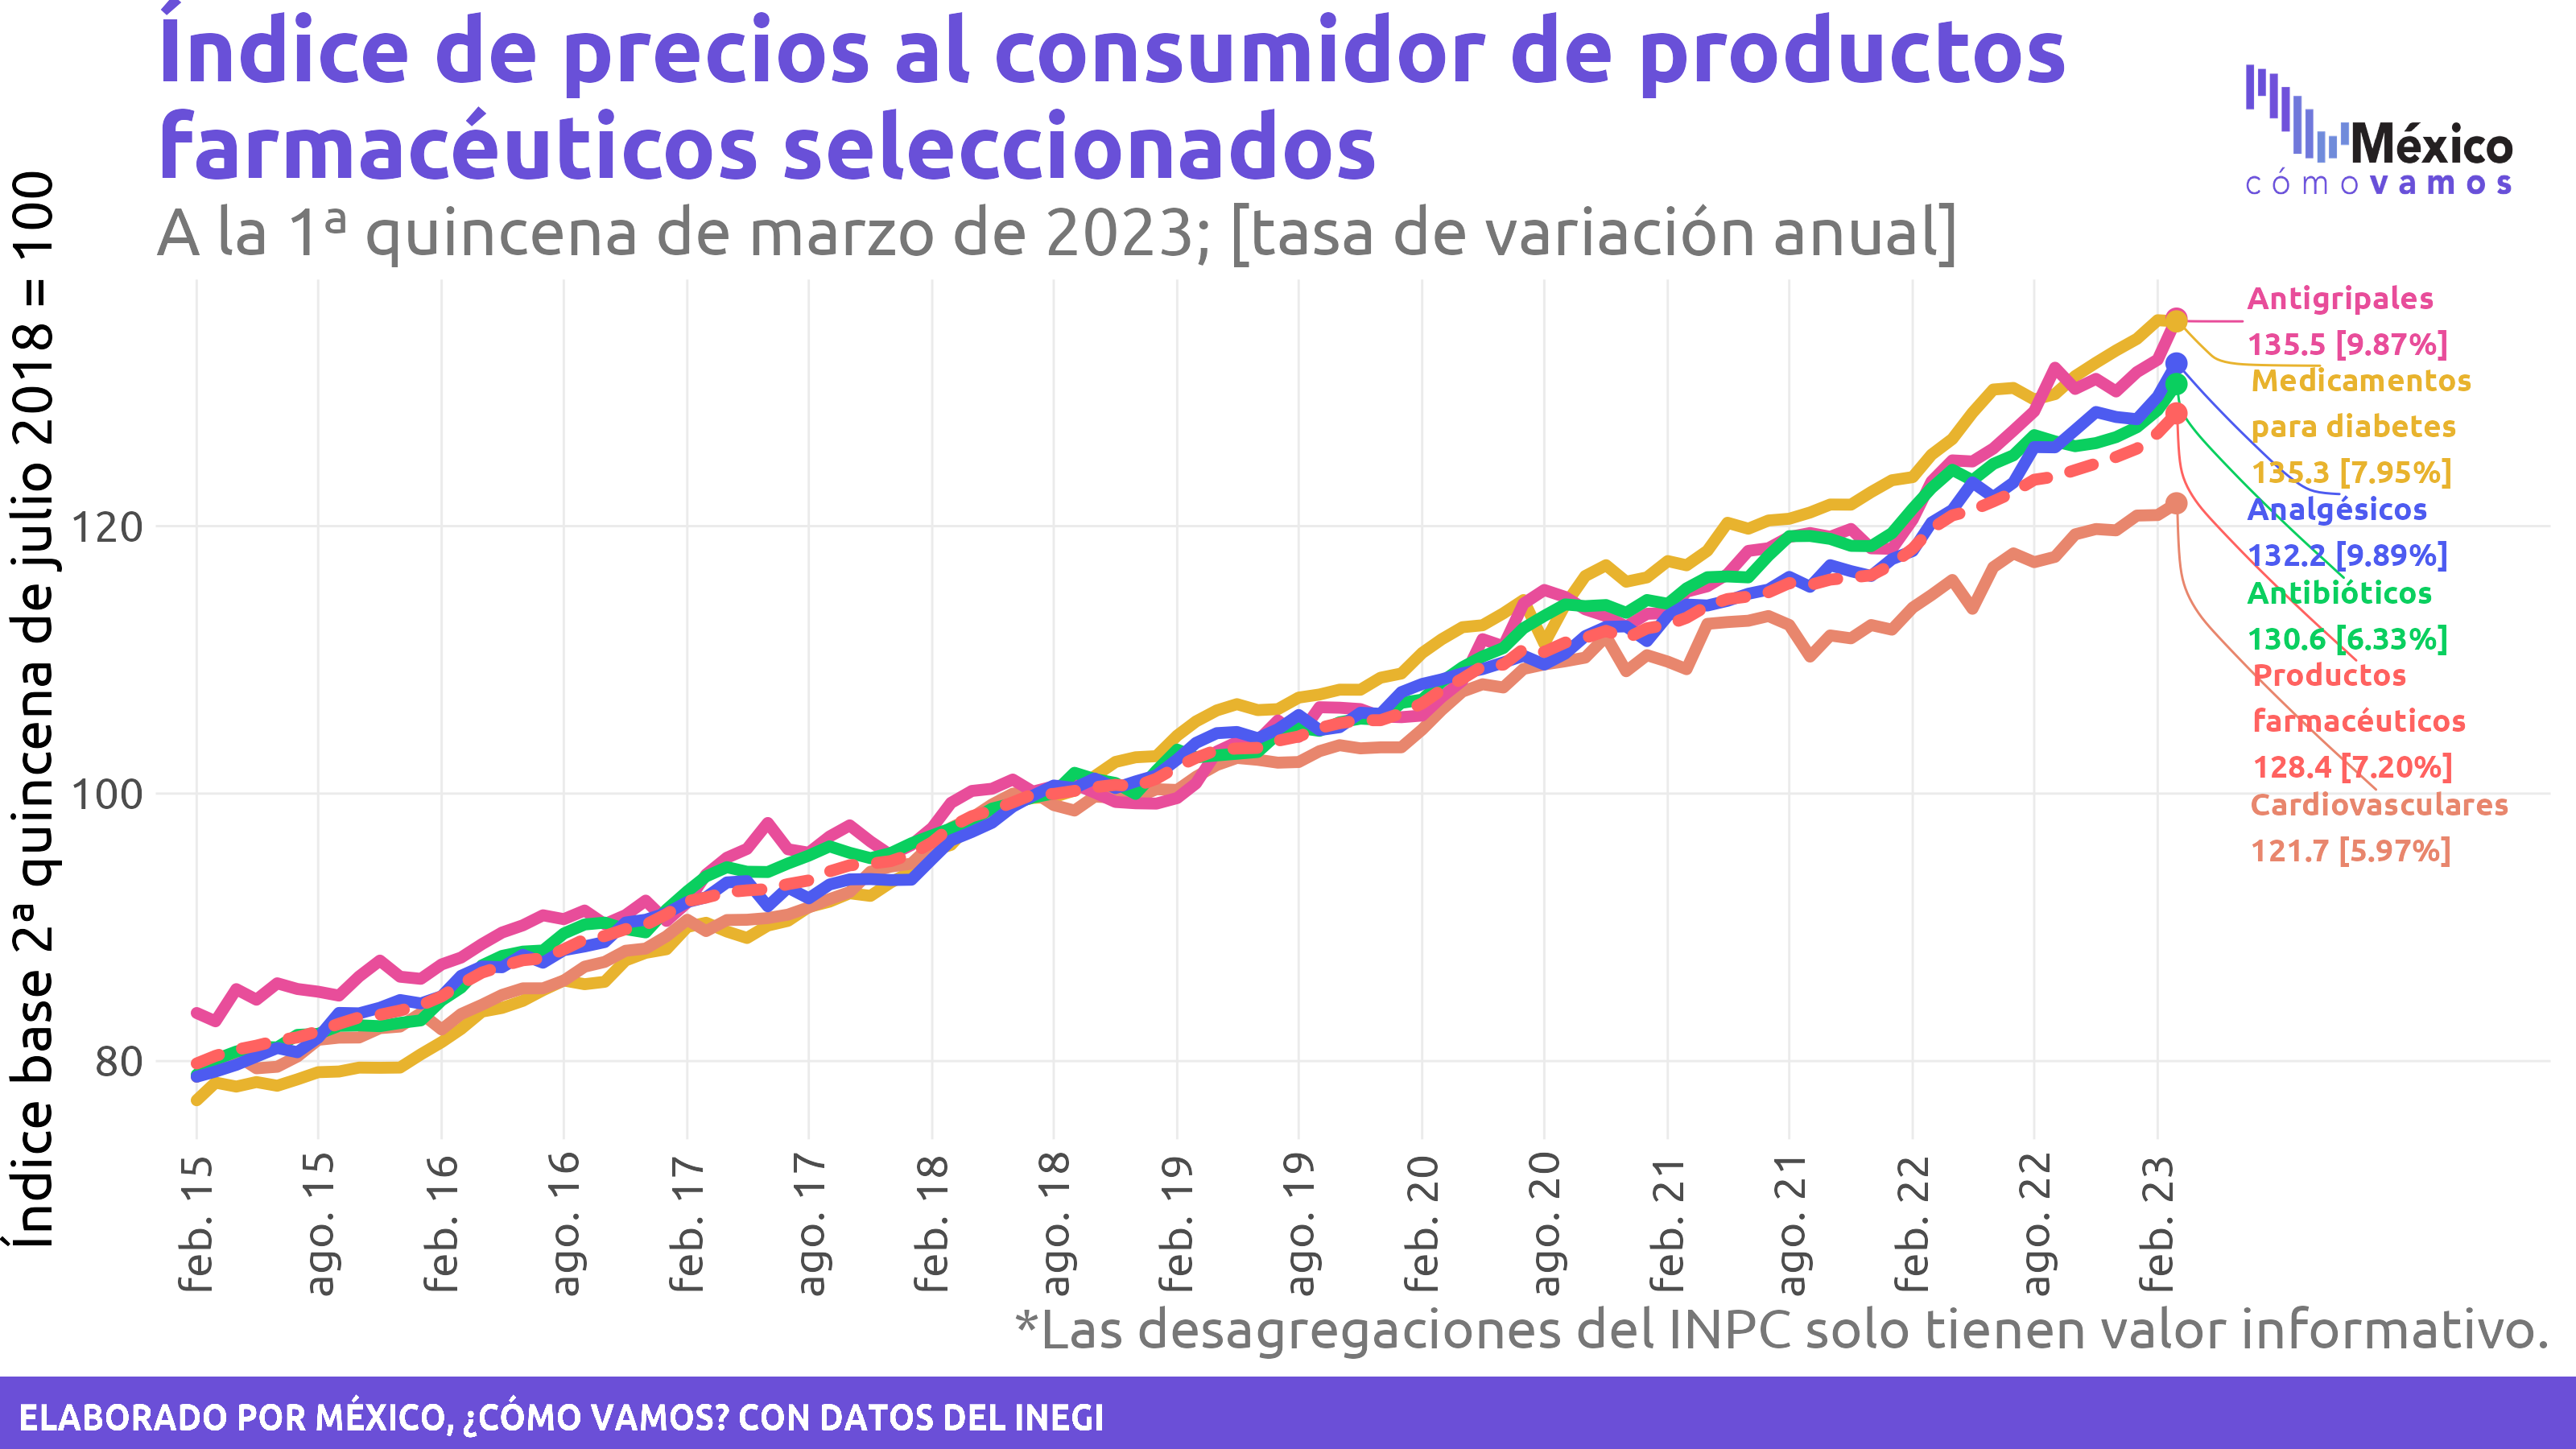 Índice de precios al consumidor de productos
farmacéuticos seleccionados
A la 1ª quincena de marzo de 2023; [tasa de variación anual]
México
cómo vamos
Índice base 2ª quincena de julio 2018 = 100
120
100
80
Antigripales
135.5 [9.87%]
Medicamentos
para diabetes
135.3 [7.95%]
Analgésicos
132.2 [9.89%]
Antibióticos
130.6 [6.33%]
Productos
farmacéuticos
128.4 [7.20%]
Cardiovasculares
121.7 [5.97%]
feb. 15
ago. 15
feb. 16
ago. 16
feb. 17
ago. 17
feb. 18
ago. 18
feb. 19
ago. 19
feb. 20
ago. 20
feb. 21
ago. 21
feb. 22
ago. 22
feb. 23
*Las desagregaciones del INPC solo tienen valor informativo.
ELABORADO POR MÉXICO, ¿CÓMO VAMOS? CON DATOS DEL INEGI